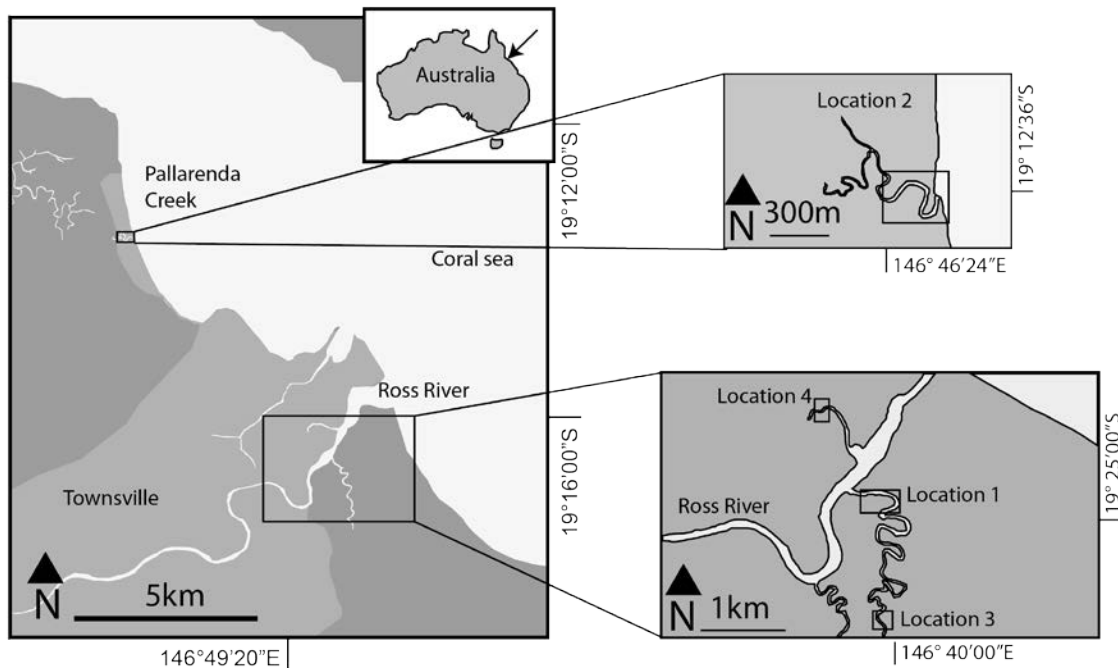 Australia
Pallarenda
Creek
Coral sea
Ross River
Townsville
N
5km
19°12'00"S
19°16'00"S
146°49'20"E
Location 2
N
300m
19° 12'36"S
146° 46'24"E
Location 4
Location 1
Ross River
N
1km
Location 3
19°25'00"S
146° 40'00"E